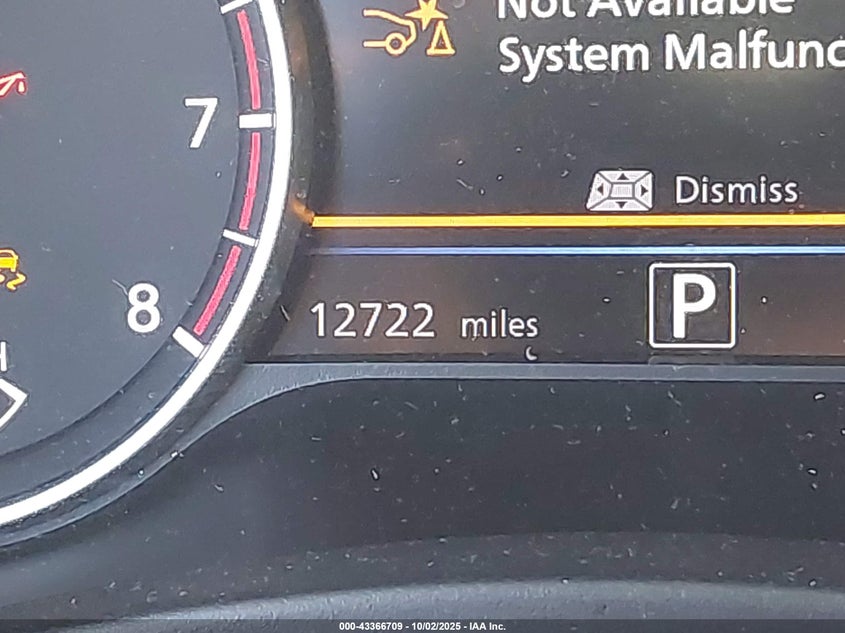 Not Available
System Malfunc
7
Dismiss
8
12722 miles
P
000-43366709 - 10/02/2025 - IAA Inc.